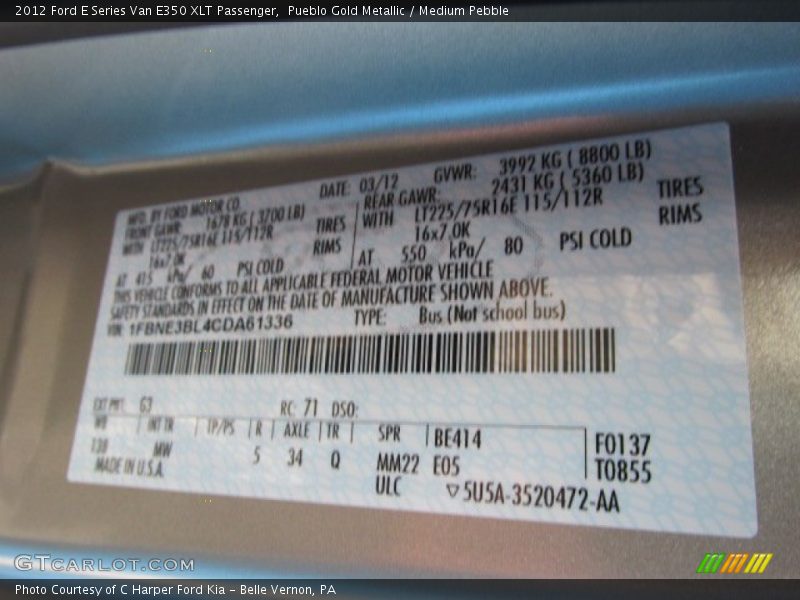 2012 Ford E Series Van E350 XLT Passenger,  Pueblo Gold Metallic / Medium Pebble
MFD. BY FORD MOTOR CO. DATE: 03/12 GVWR: 3992 KG ( 8800 LB)
FRONT GAWR: 1678 KG ( 3700 LB) REAR GAWR: 2431 KG ( 5360 LB)
WITH LT225/75R16E 115/112R TIRES WITH LT225/75R16E 115/112R TIRES
16x7.0K RIMS 16x7.0K RIMS
AT 415 kPa/ 60 PSI COLD AT 550 kPa/ 80 PSI COLD
THIS VEHICLE CONFORMS TO ALL APPLICABLE FEDERAL MOTOR VEHICLE
SAFETY STANDARDS IN EFFECT ON THE DATE OF MANUFACTURE SHOWN ABOVE.
VIN: 1FBNE3BL4CDA61336 TYPE: Bus (Not school bus)
EXT PNT: G3 RC: 71 DSO:
WB INT TR TP/PS R AXLE TR SPR BE414 F0137
138 MW 5 34 Q MM22 E05 T0855
MADE IN U.S.A. ULC ▽5U5A-3520472-AA
GTCARLOT.COM
Photo Courtesy of C Harper Ford Kia – Belle Vernon, PA